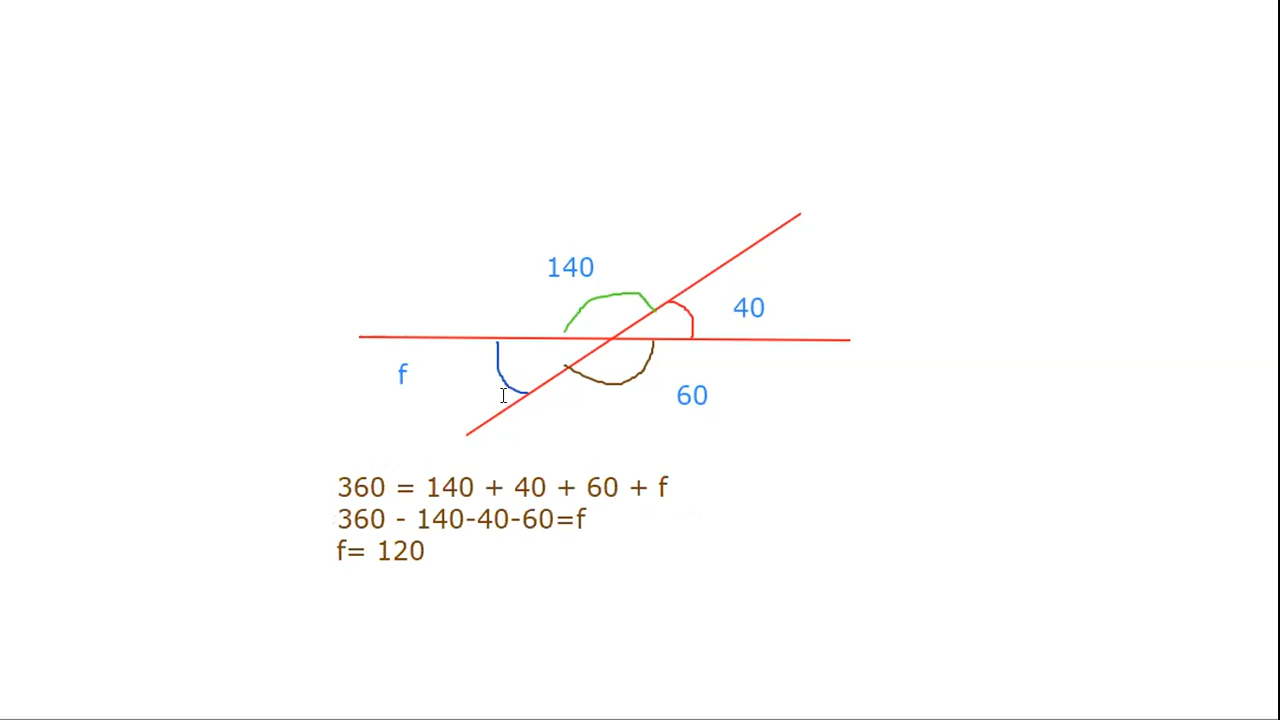 140
40
f
60
360 = 140 + 40 + 60 + f
360 - 140-40-60=f
f= 120